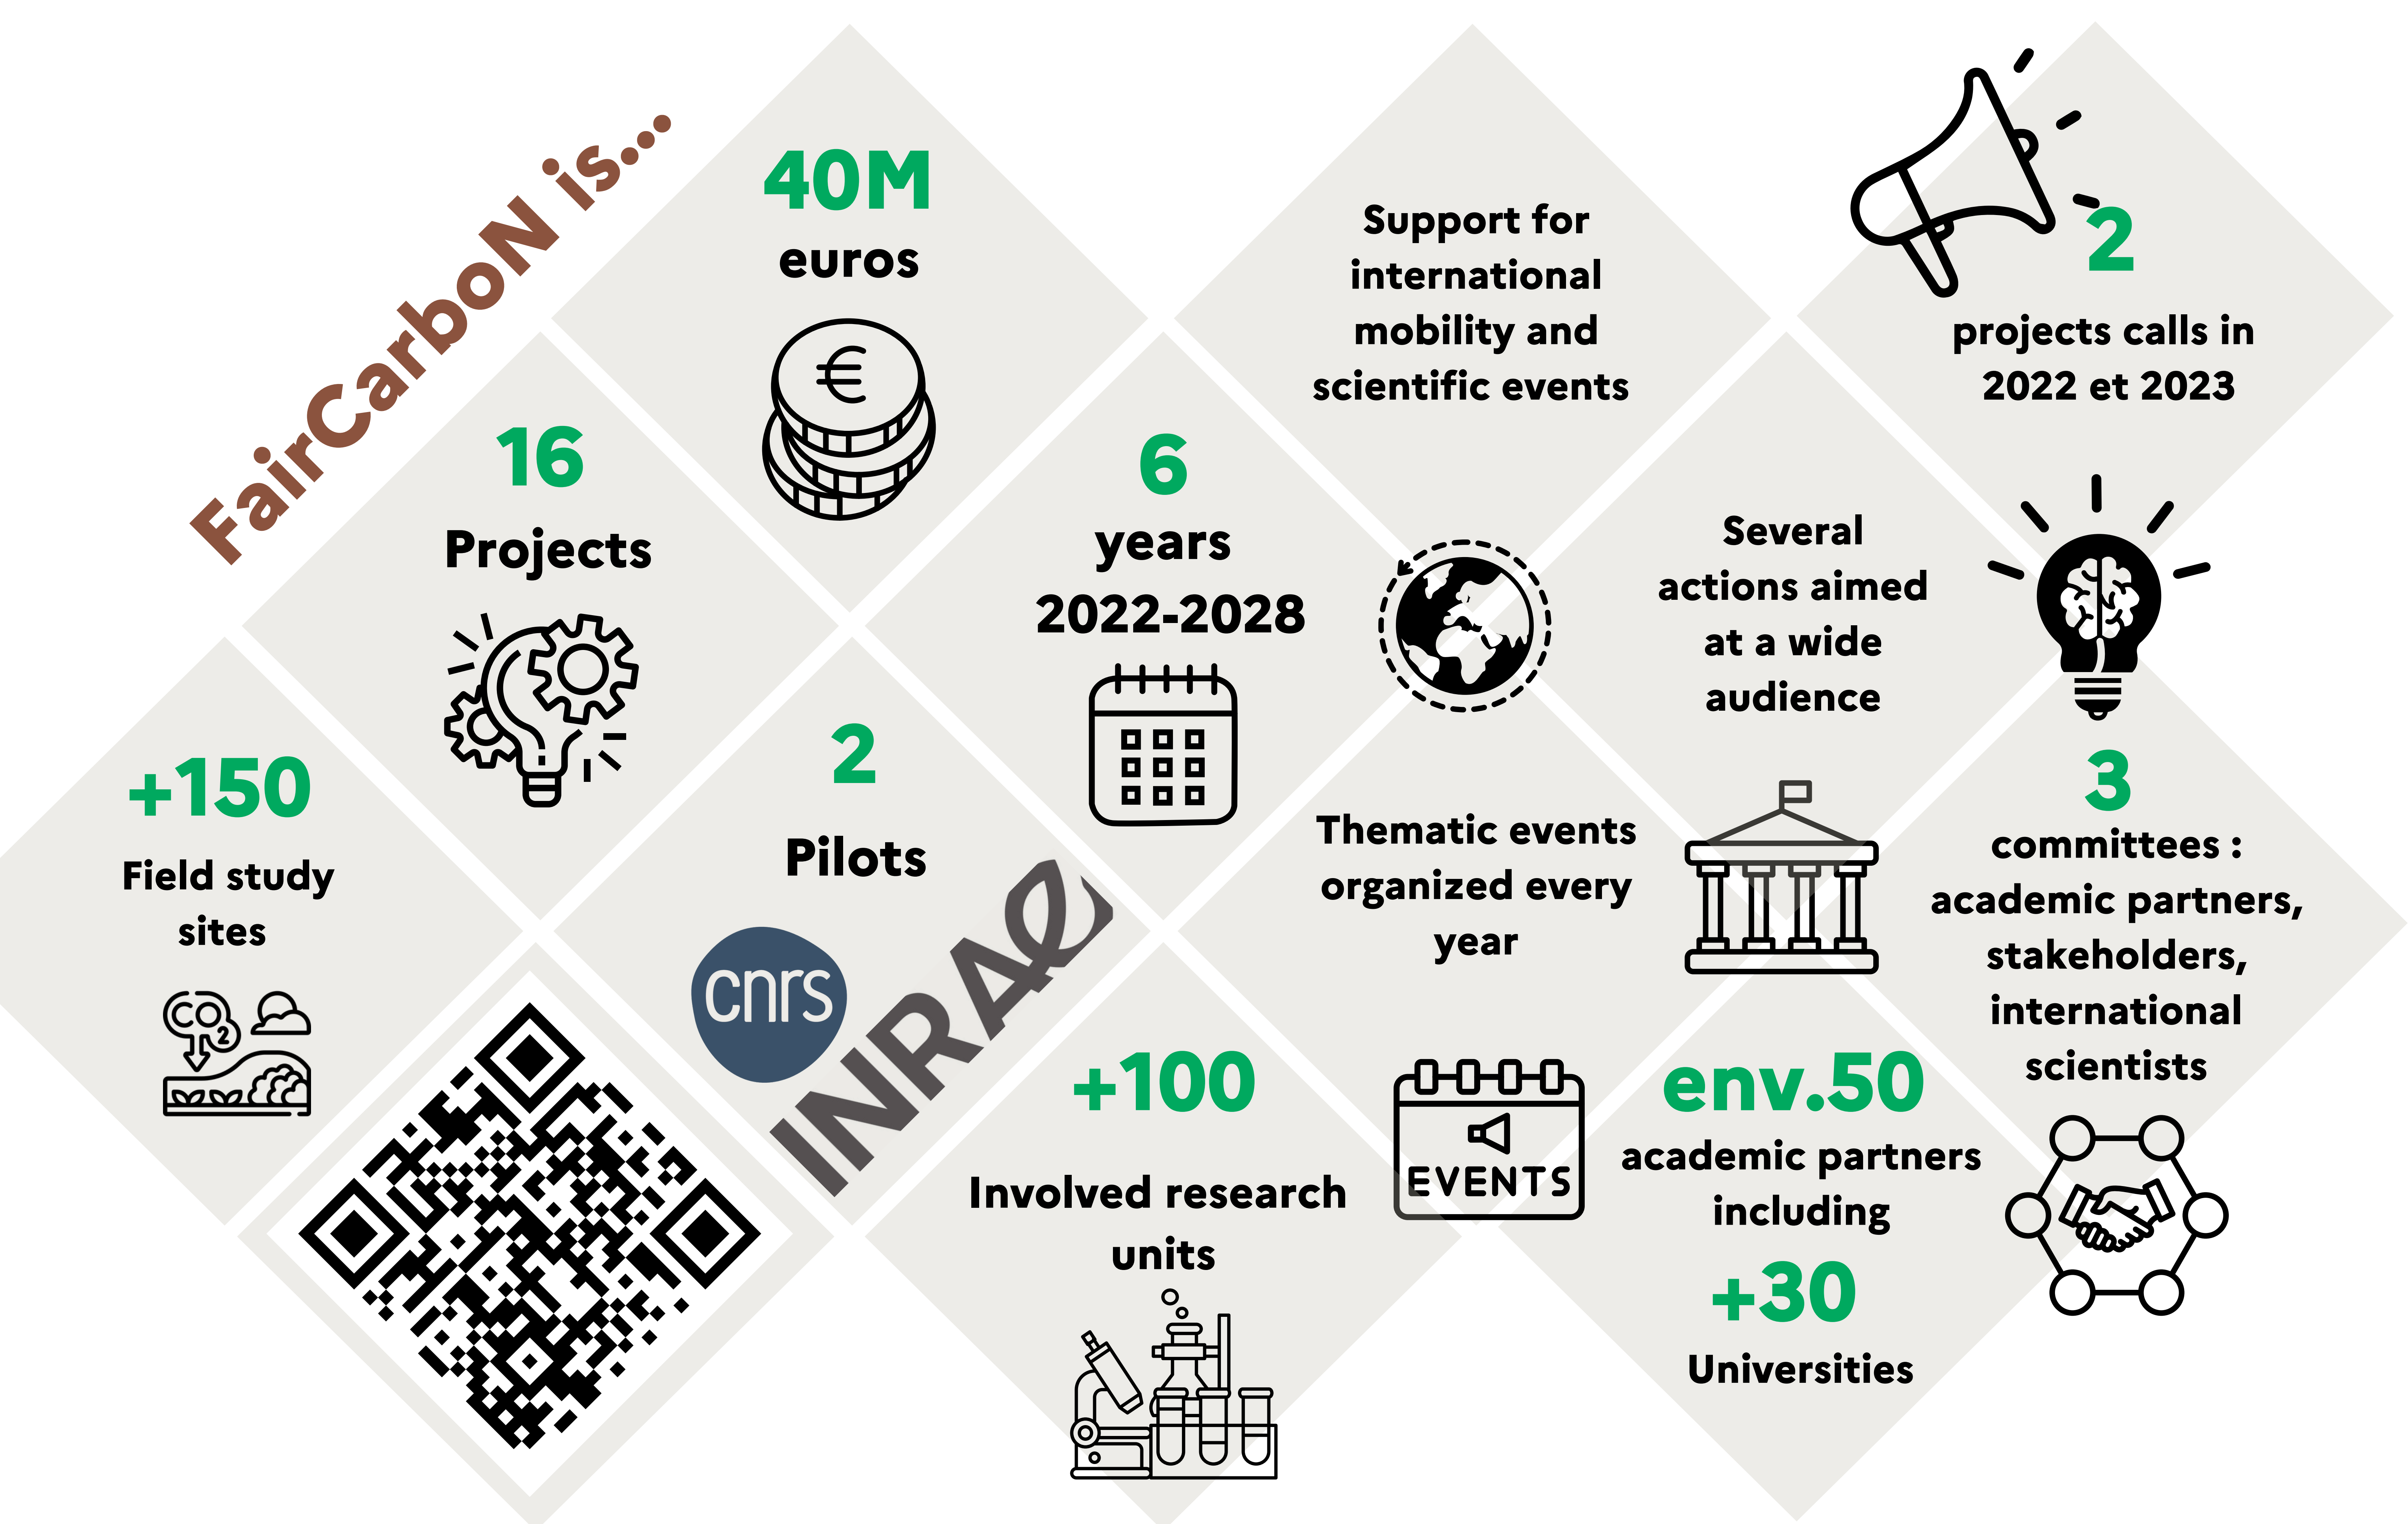 FairCarboN is...
40M
euros
€
Support for
international
mobility and
scientific events
2
projects calls in
2022 et 2023
16
Projects
6
years
2022-2028
Several
actions aimed
at a wide
audience
+150
Field study
sites
CO2
2
Pilots
cnrs
INRAE
Thematic events
organized every
year
EVENTS
3
committees :
academic partners,
stakeholders,
international
scientists
+100
Involved research
units
env.50
academic partners
including
+30
Universities